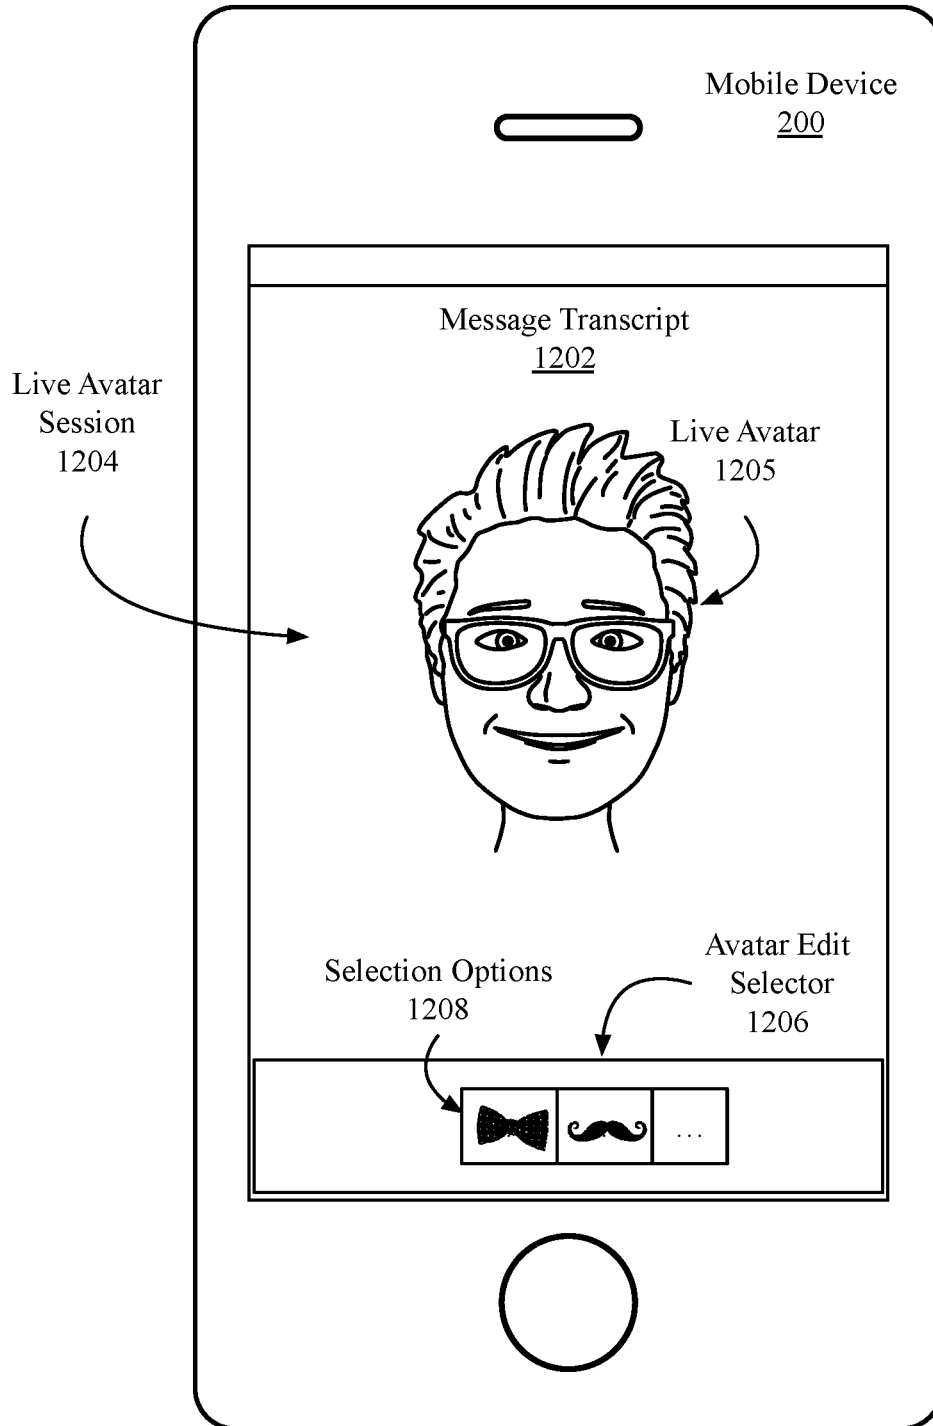 Mobile Device
200
Message Transcript
1202
Live Avatar
Session
1204
Live Avatar
1205
Selection Options
1208
Avatar Edit
Selector
1206
...